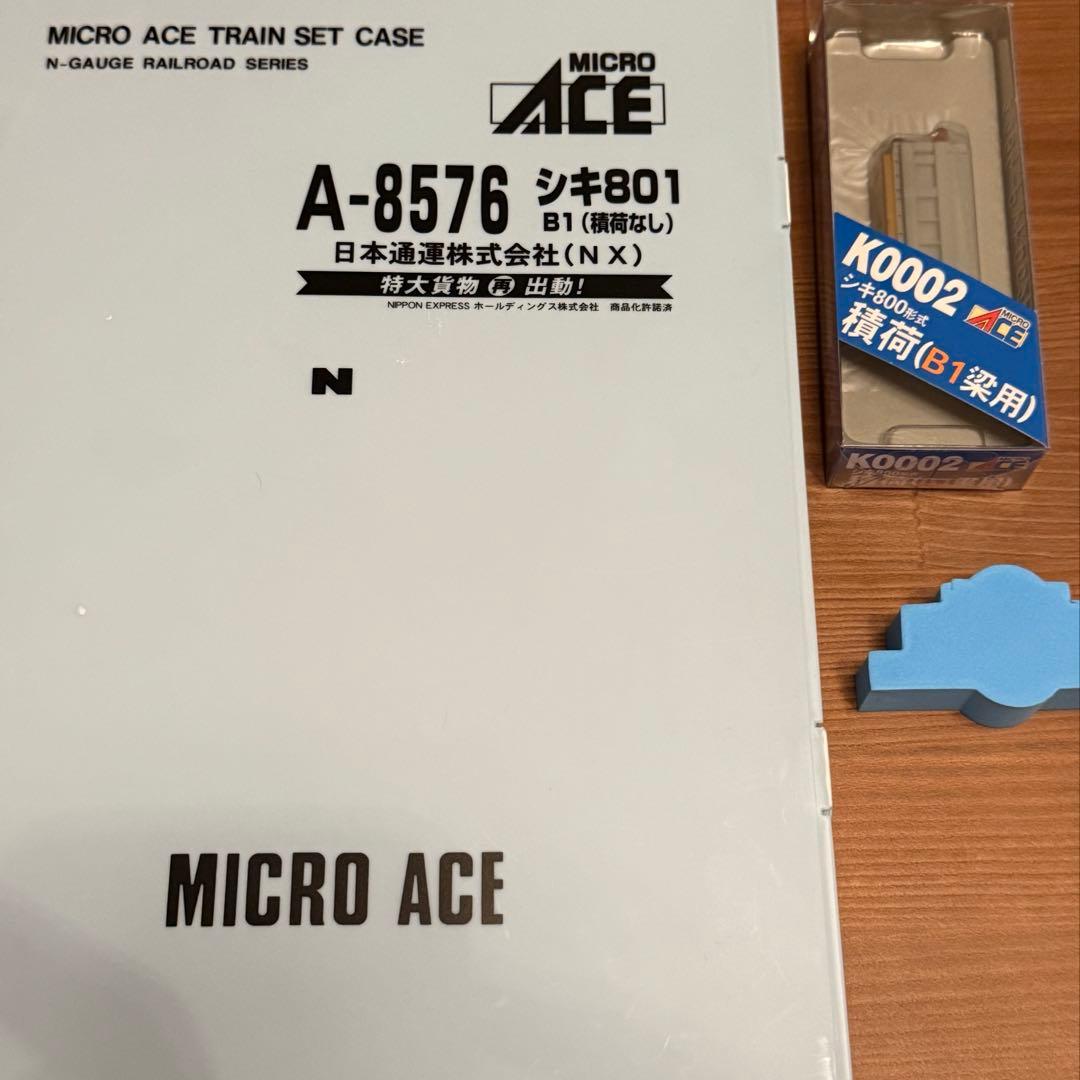 MICRO ACE TRAIN SET CASE
N-GAUGE RAILROAD SERIES
MICRO
ACE
A-8576 シキ801
B1(積荷なし)
日本通運株式会社(NX)
特大貨物 再 出動!
NIPPON EXPRESS ホールディングス株式会社 商品化許諾済
N
MICRO ACE
K0002
シキ800形式
MICRO
ACE
積荷(B1梁用)
K0002